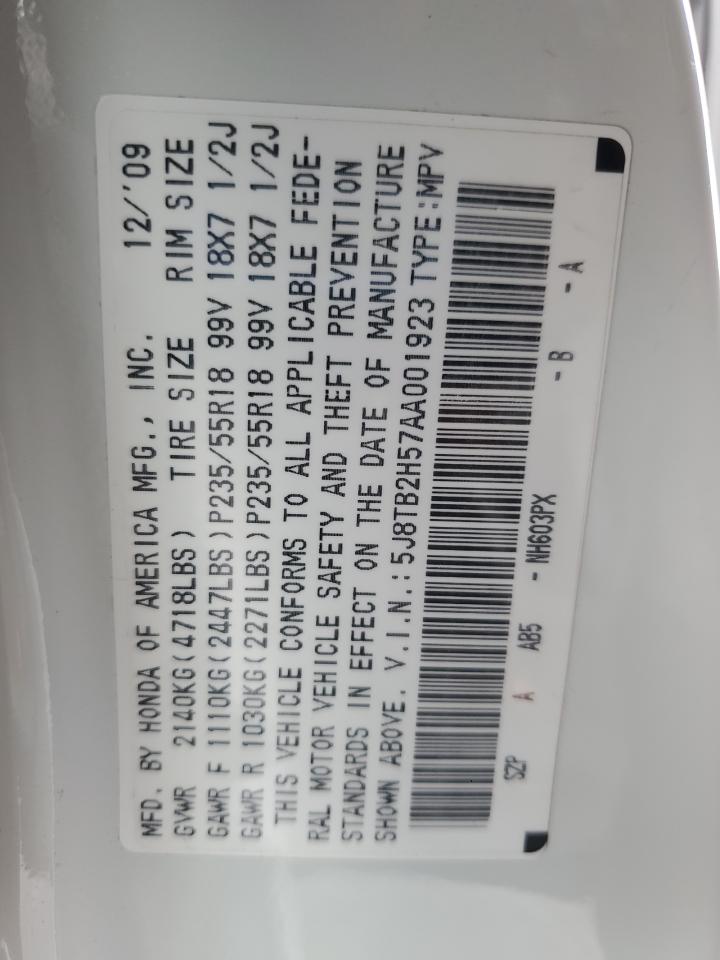 MFD. BY HONDA OF AMERICA MFG., INC. 12/'09
GVWR 2140KG(4718LBS) TIRE SIZE RIM SIZE
GAWR F 1110KG(2447LBS)P235/55R18 99V 18X7 1/2J
GAWR R 1030KG(2271LBS)P235/55R18 99V 18X7 1/2J
THIS VEHICLE CONFORMS TO ALL APPLICABLE FEDE-
RAL MOTOR VEHICLE SAFETY AND THEFT PREVENTION
STANDARDS IN EFFECT ON THE DATE OF MANUFACTURE
SHOWN ABOVE. V.I.N.:5J8TB2H57AA001923 TYPE:MPV
SZP A AB5 - NH603PX - B - A